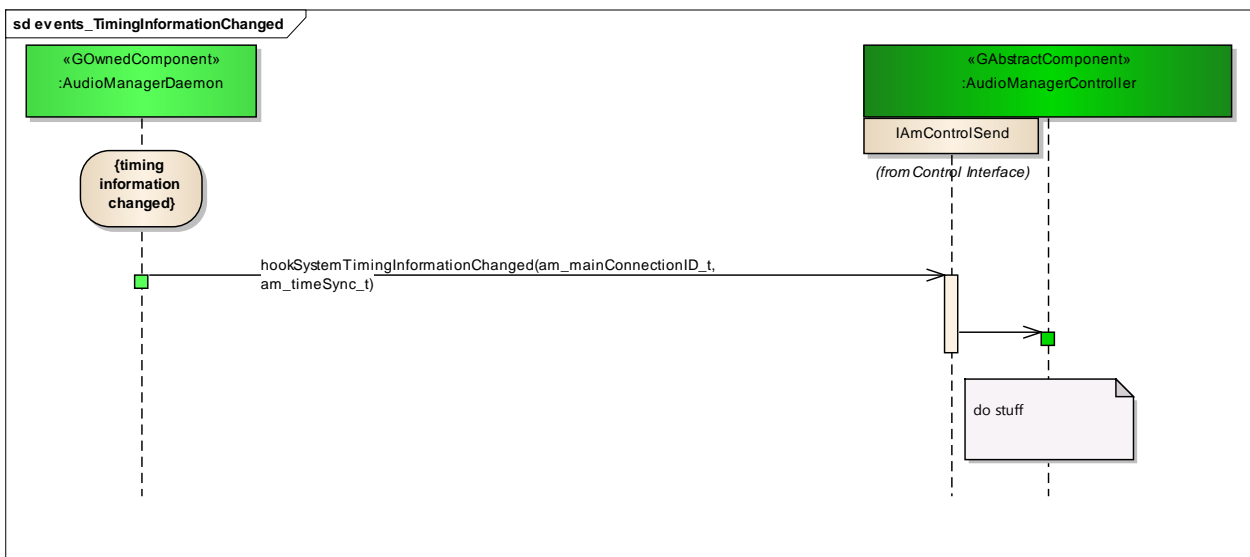 sd events_TimingInformationChanged
«GOwnedComponent»
:AudioManagerDaemon
«GAbstractComponent»
:AudioManagerController
IAmControlSend
(from Control Interface)
{timing
information
changed}
hookSystemTimingInformationChanged(am_mainConnectionID_t,
am_timeSync_t)
do stuff